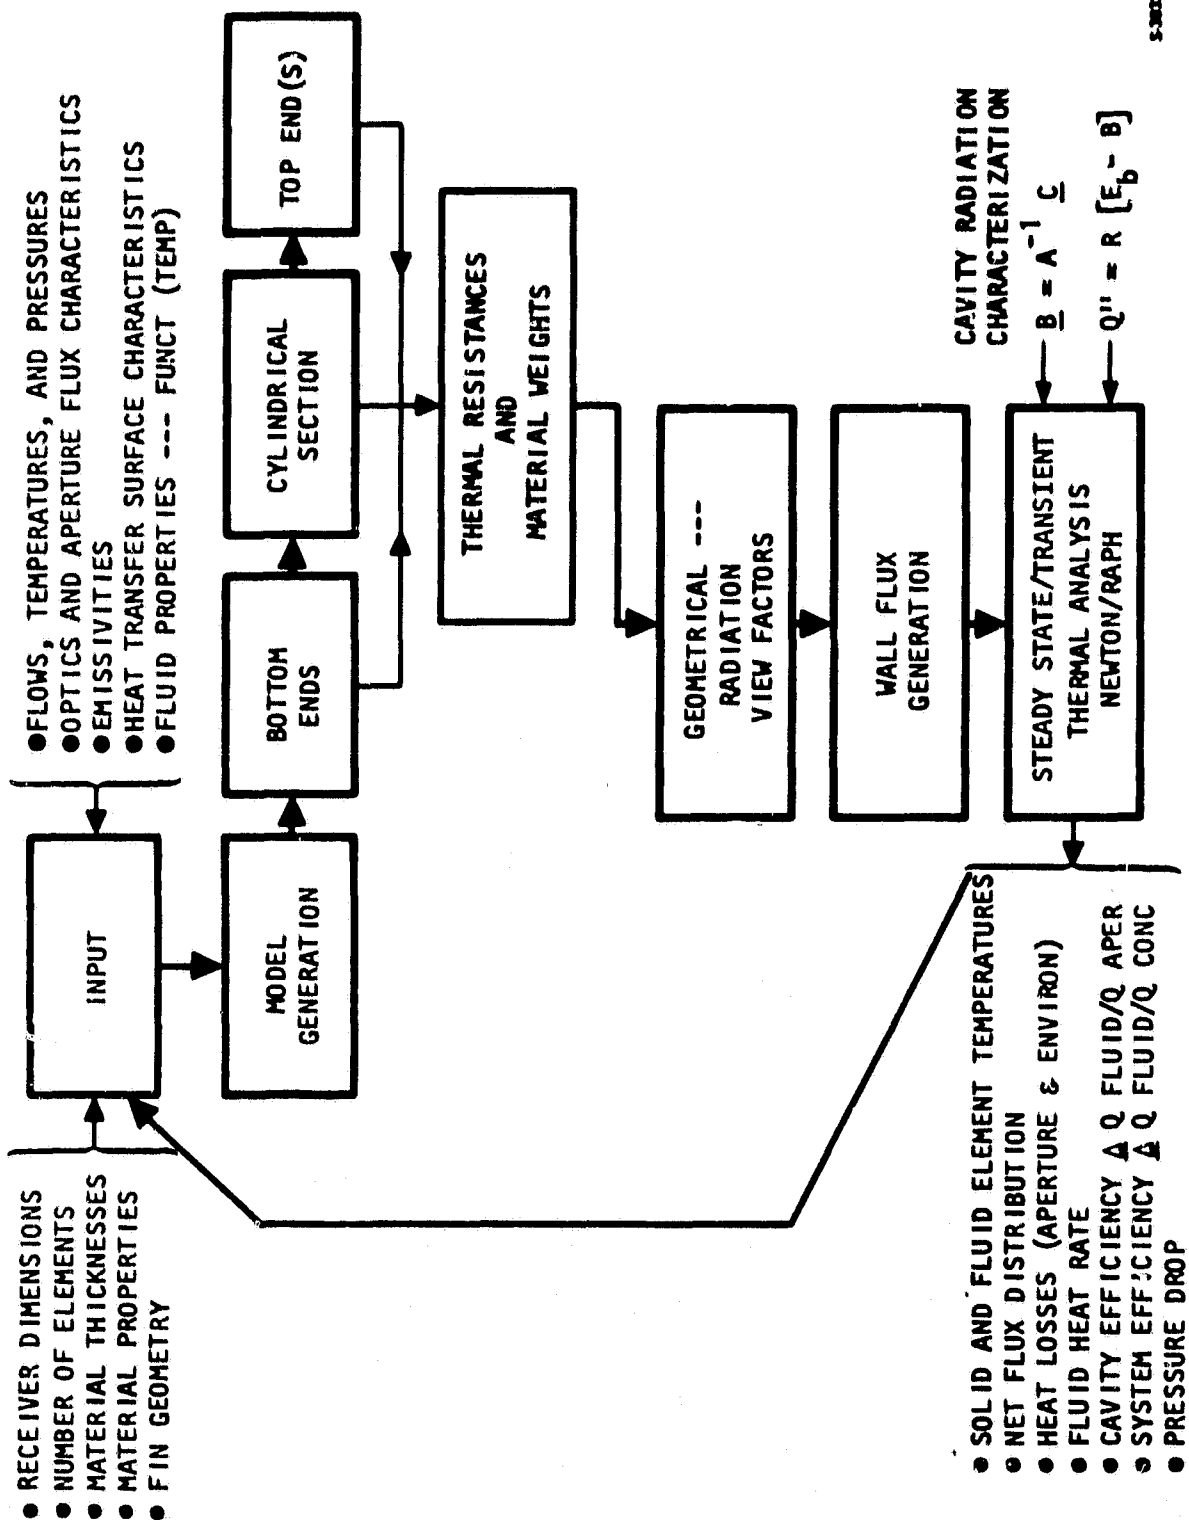 ● RECEIVER DIMENSIONS
● NUMBER OF ELEMENTS
● MATERIAL THICKNESSES
● MATERIAL PROPERTIES
● FIN GEOMETRY
INPUT
● FLOWS, TEMPERATURES, AND PRESSURES
● OPTICS AND APERTURE FLUX CHARACTERISTICS
● EMISSIVITIES
● HEAT TRANSFER SURFACE CHARACTERISTICS
● FLUID PROPERTIES --- FUNCT (TEMP)
MODEL
GENERATION
BOTTOM
ENDS
CYLINDRICAL
SECTION
TOP END(S)
THERMAL RESISTANCES
AND
MATERIAL WEIGHTS
GEOMETRICAL ---
RADIATION
VIEW FACTORS
WALL FLUX
GENERATION
STEADY STATE/TRANSIENT
THERMAL ANALYSIS
NEWTON/RAPH
CAVITY RADIATION
CHARACTERIZATION
B = A⁻¹ C
Q'' = R [E_b - B]
● SOLID AND FLUID ELEMENT TEMPERATURES
● NET FLUX DISTRIBUTION
● HEAT LOSSES (APERTURE & ENVIRON)
● FLUID HEAT RATE
● CAVITY EFFICIENCY ≜ Q FLUID/Q APER
● SYSTEM EFFICIENCY ≜ Q FLUID/Q CONC
● PRESSURE DROP